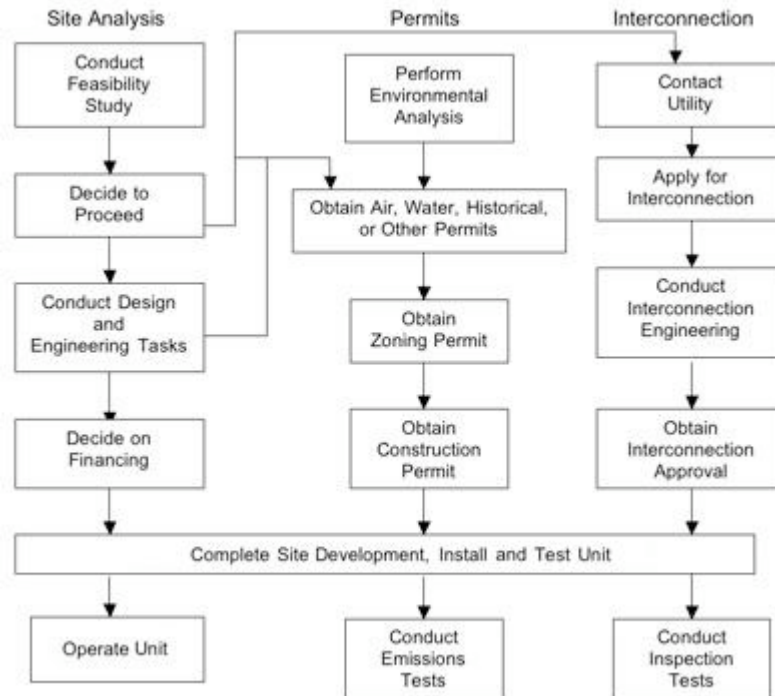 Site Analysis
Permits
Interconnection
Conduct
Feasibility
Study
Perform
Environmental
Analysis
Contact
Utility
Decide to
Proceed
Obtain Air, Water, Historical,
or Other Permits
Apply for
Interconnection
Conduct Design
and
Engineering Tasks
Obtain
Zoning Permit
Conduct
Interconnection
Engineering
Decide on
Financing
Obtain
Construction
Permit
Obtain
Interconnection
Approval
Complete Site Development, Install and Test Unit
Operate Unit
Conduct
Emissions
Tests
Conduct
Inspection
Tests